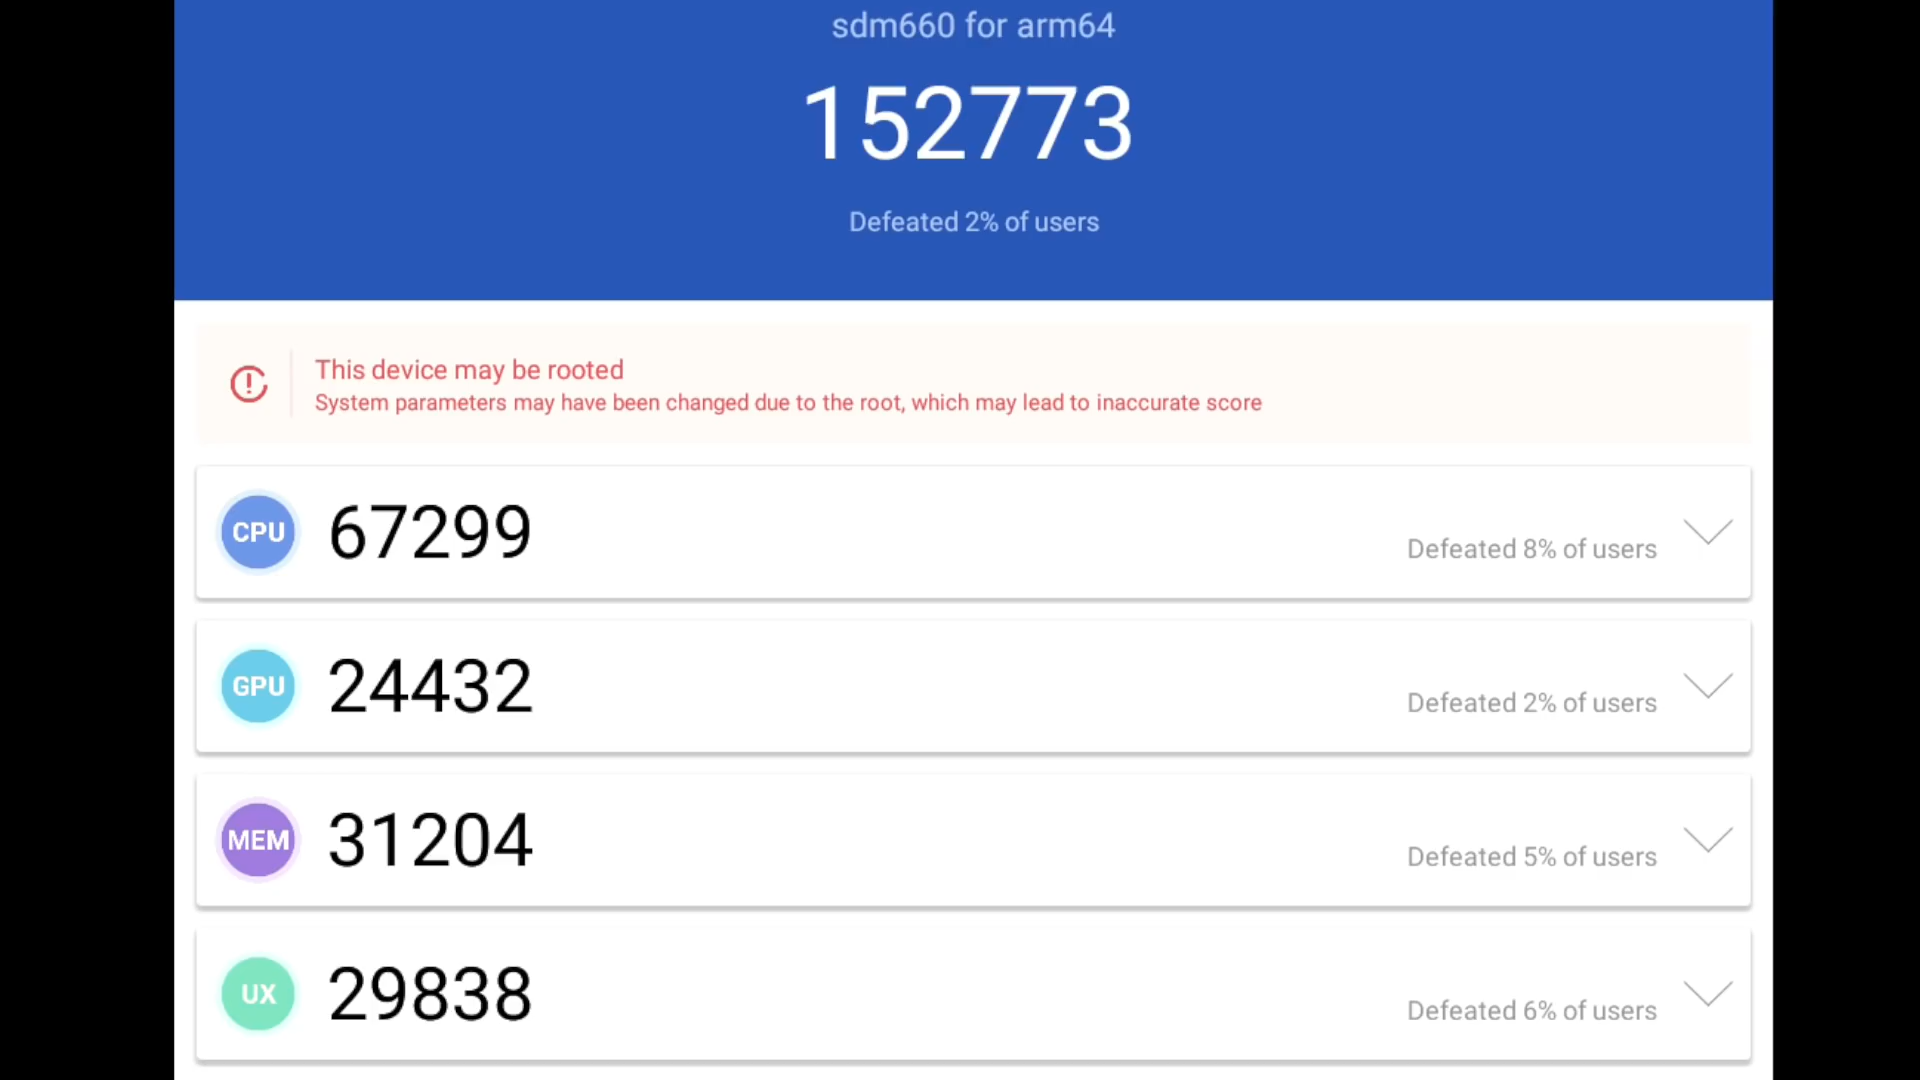 sdm660 for arm64
152773
Defeated 2% of users
This device may be rooted
System parameters may have been changed due to the root, which may lead to inaccurate score
CPU 67299 Defeated 8% of users
GPU 24432 Defeated 2% of users
MEM 31204 Defeated 5% of users
UX 29838 Defeated 6% of users